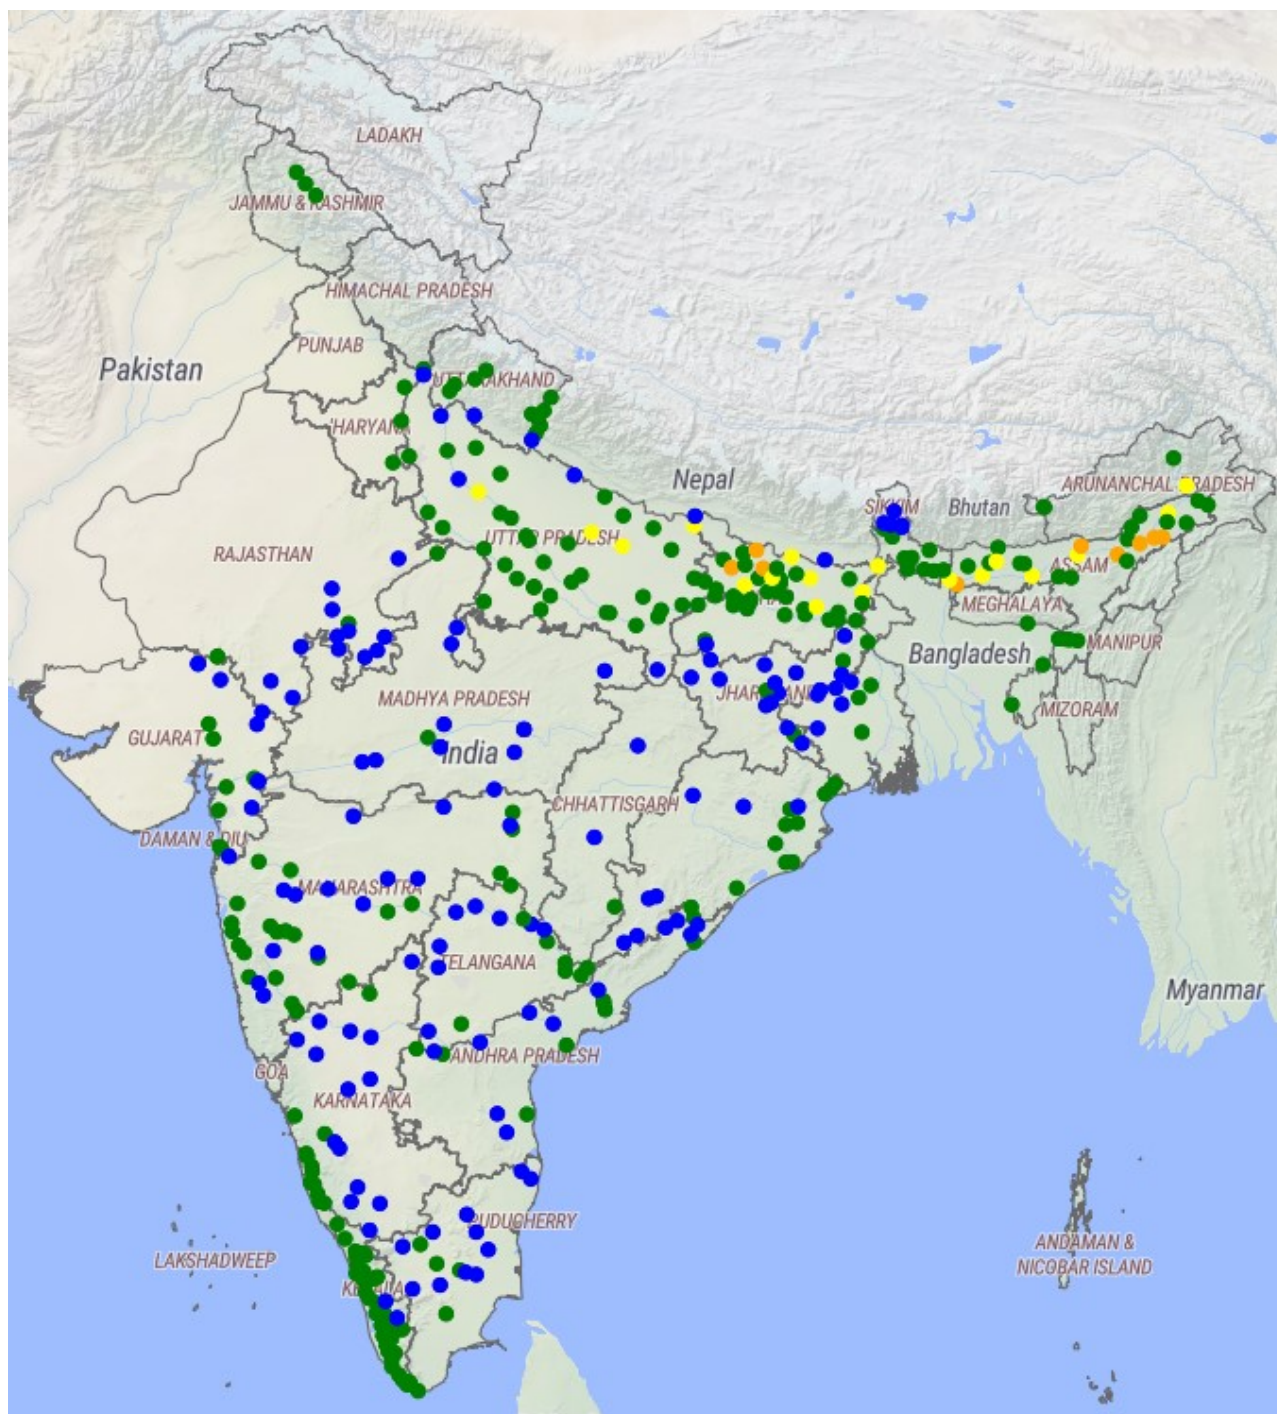 LADAKH
JAMMU & KASHMIR
HIMACHAL PRADESH
PUNJAB
Pakistan
UTTARAKHAND
HARYANA
Nepal
SIKKIM
Bhutan
ARUNANCHAL PRADESH
RAJASTHAN
UTTAR PRADESH
ASSAM
MEGHALAYA
Bangladesh
MANIPUR
MADHYA PRADESH
JHARKHAND
MIZORAM
GUJARAT
India
CHHATTISGARH
DAMAN & DIU
MAHARASHTRA
TELANGANA
Myanmar
ANDHRA PRADESH
GOA
KARNATAKA
PUDUCHERRY
LAKSHADWEEP
ANDAMAN &
NICOBAR ISLAND
KERALA